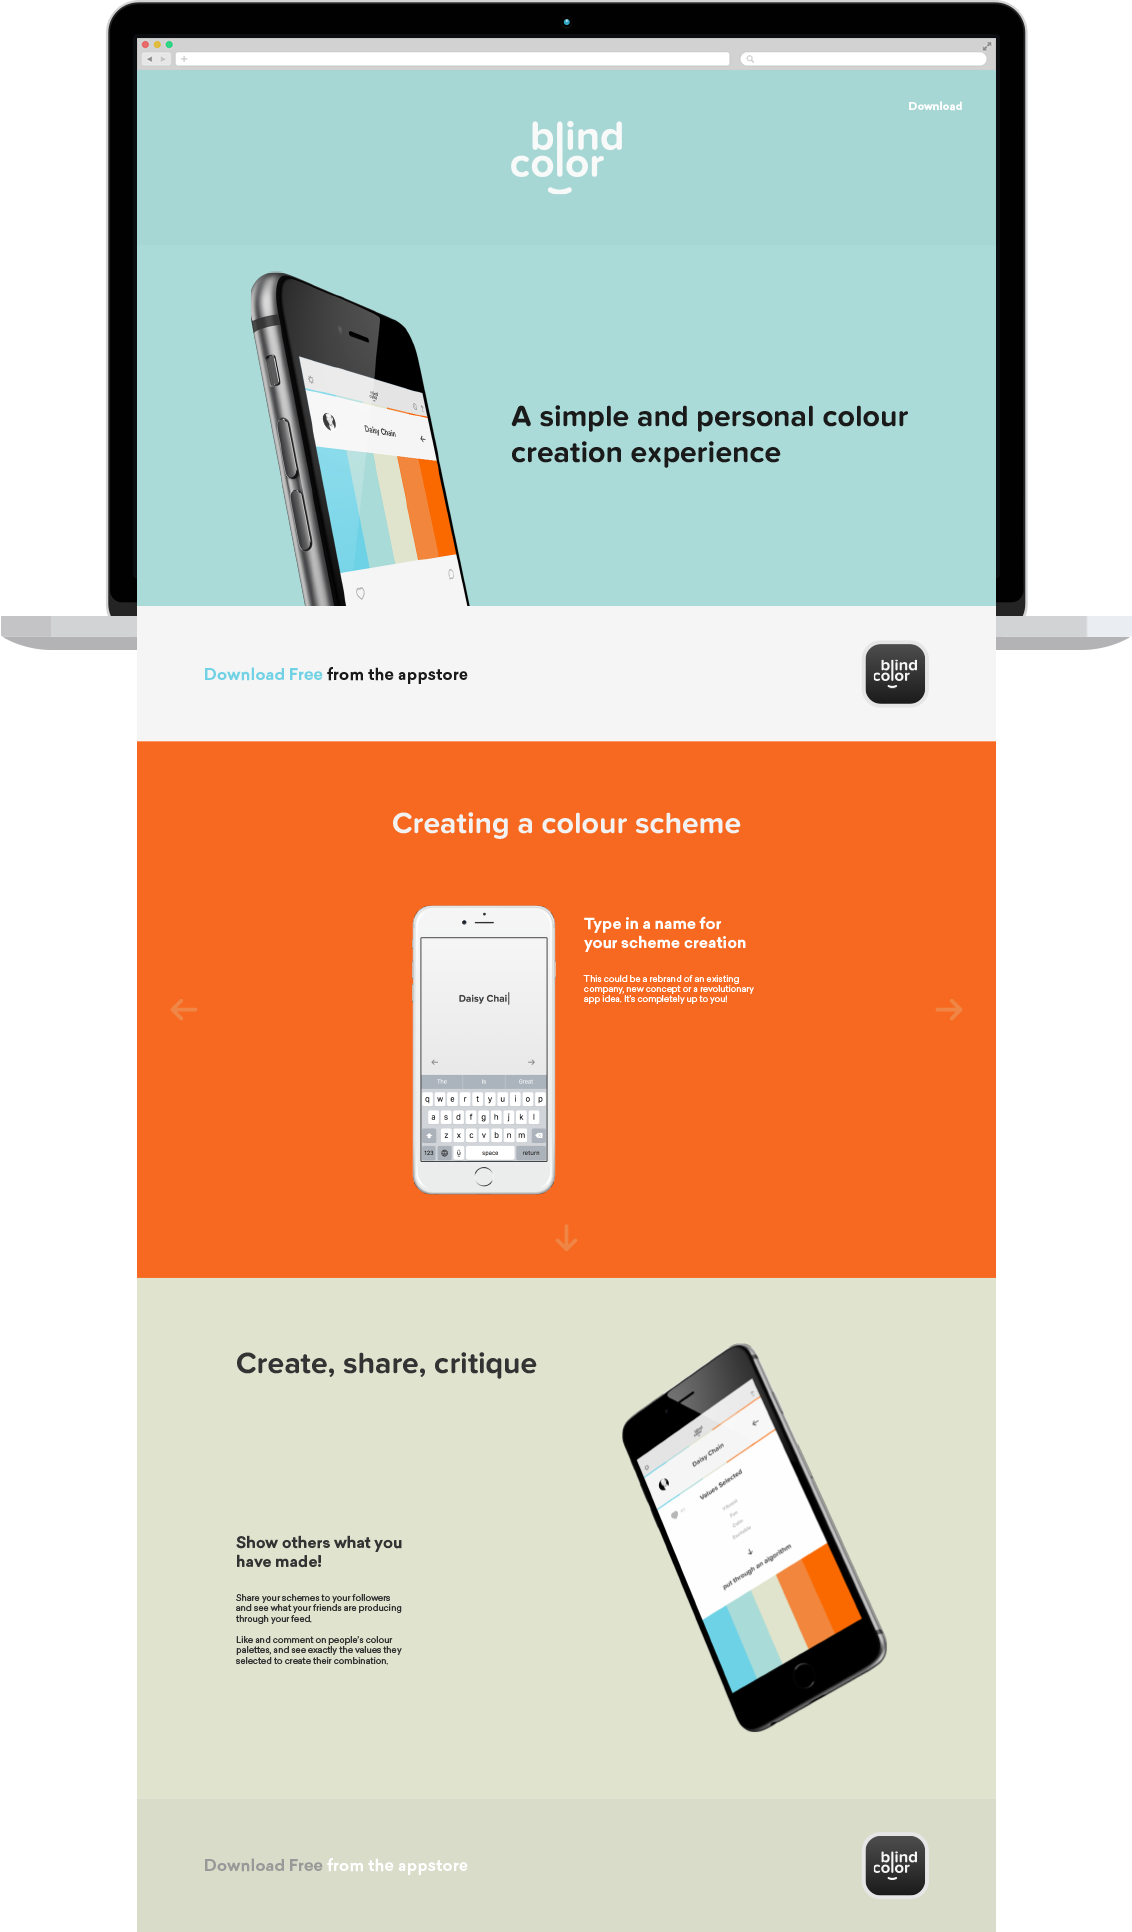 Download
blind
color
A simple and personal colour
creation experience
blind
color
Daisy Chain
Download Free from the appstore
blind
color
Creating a colour scheme
Type in a name for
your scheme creation
This could be a rebrand of an existing
company, new concept or a revolutionary
app idea. It's completely up to you!
Daisy Chai
The Is Great
q w e r t y u i o p
a s d f g h j k l
z x c v b n m
123 space return
Create, share, critique
Daisy Chain
Values Selected
Vibrant
Fun
Calm
put through an algorithm
Show others what you
have made!
Share your schemes to your followers
and see what your friends are producing
through your feed.
Like and comment on people's colour
palettes, and see exactly the values they
selected to create their combination.
Download Free from the appstore
blind
color